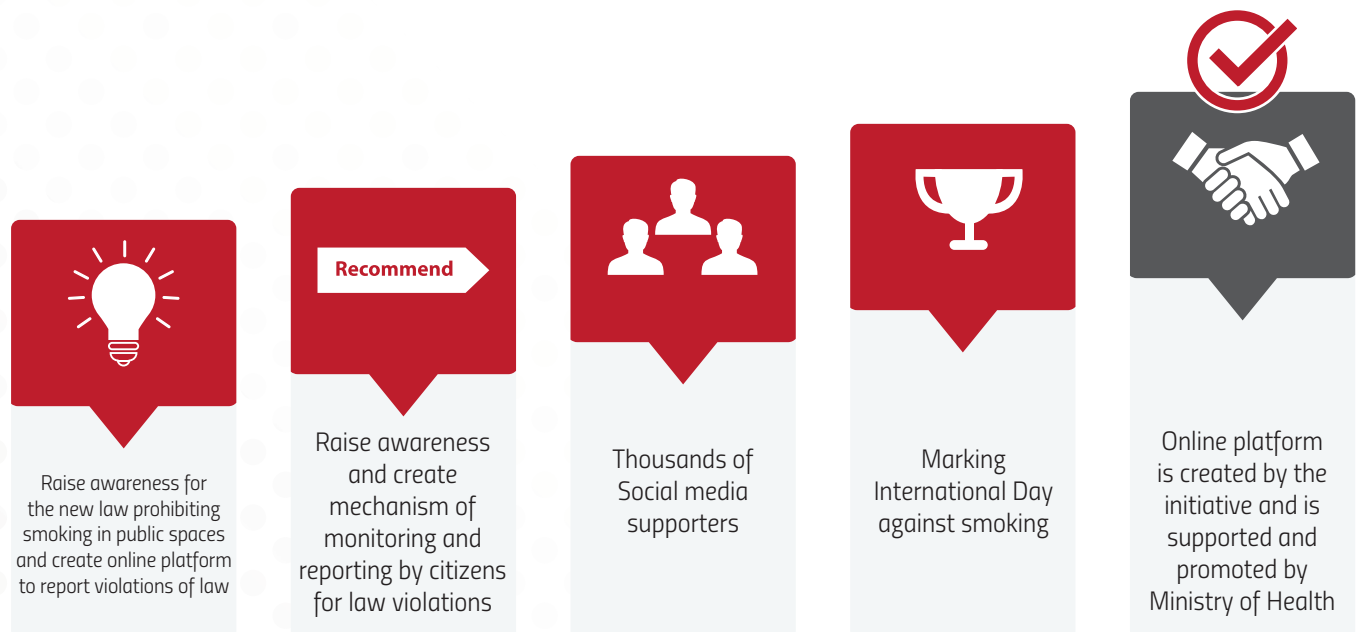 Raise awareness for
the new law prohibiting
smoking in public spaces
and create online platform
to report violations of law
Recommend
Raise awareness
and create
mechanism of
monitoring and
reporting by citizens
for law violations
Thousands of
Social media
supporters
Marking
International Day
against smoking
Online platform
is created by the
initiative and is
supported and
promoted by
Ministry of Health